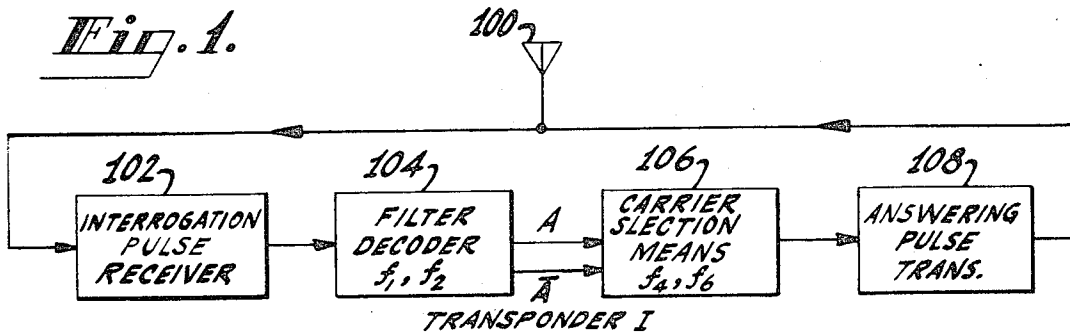 Fig. 1.
100
102
104
106
108
INTERROGATION
PULSE
RECEIVER
FILTER
DECODER
f1, f2
A
A̅
CARRIER
SLECTION
MEANS
f4, f6
ANSWERING
PULSE
TRANS.
TRANSPONDER I